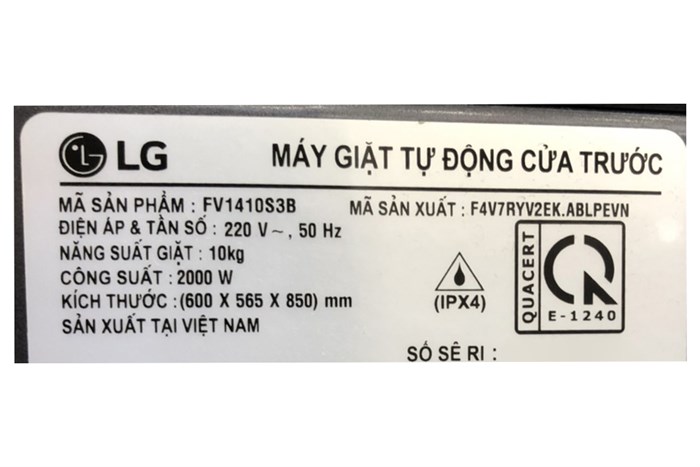 LG MÁY GIẶT TỰ ĐỘNG CỬA TRƯỚC
MÃ SẢN PHẨM : FV1410S3B MÃ SẢN XUẤT : F4V7RYV2EK.ABLPEVN
ĐIỆN ÁP & TẦN SỐ : 220 V~, 50 Hz
NĂNG SUẤT GIẶT : 10kg
CÔNG SUẤT : 2000 W
KÍCH THƯỚC : (600 X 565 X 850) mm
SẢN XUẤT TẠI VIỆT NAM
(IPX4)
QUACERT
E-1240
SỐ SÊ RI :